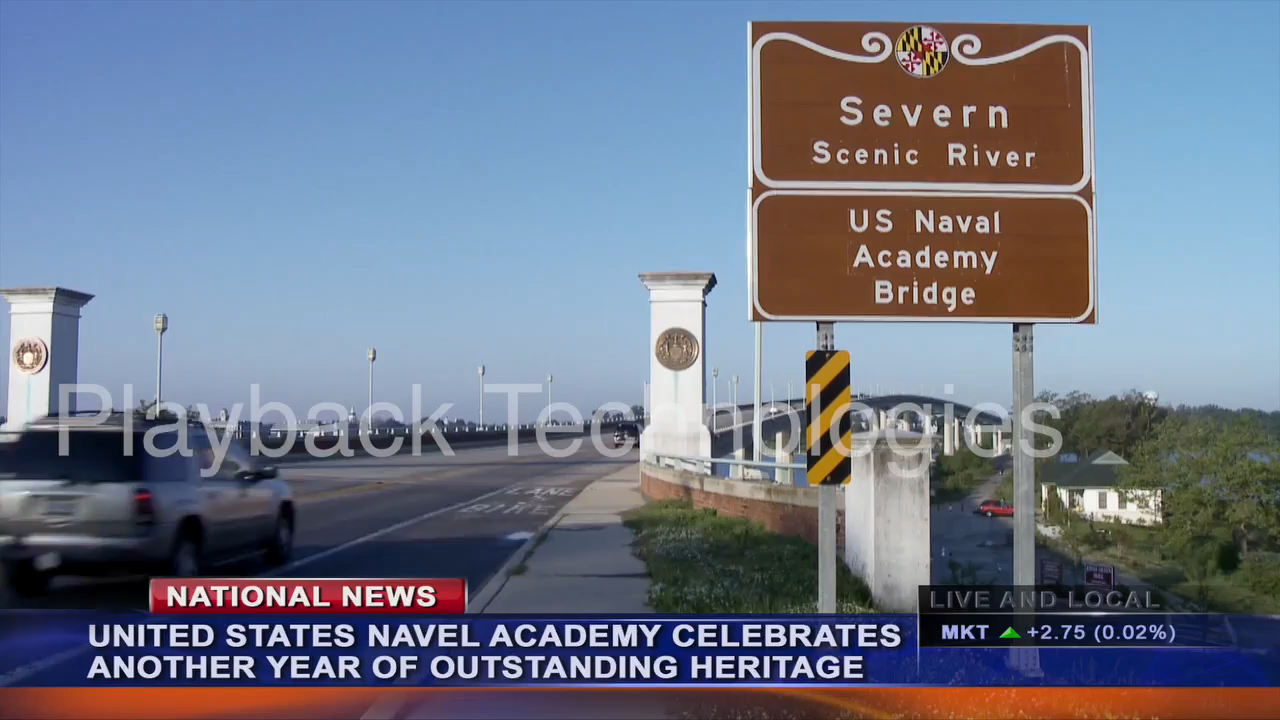 Severn
Scenic River
US Naval
Academy
Bridge
Playback Technologies
LANE
BIKE
NATIONAL NEWS
UNITED STATES NAVEL ACADEMY CELEBRATES
ANOTHER YEAR OF OUTSTANDING HERITAGE
LIVE AND LOCAL
MKT +2.75 (0.02%)